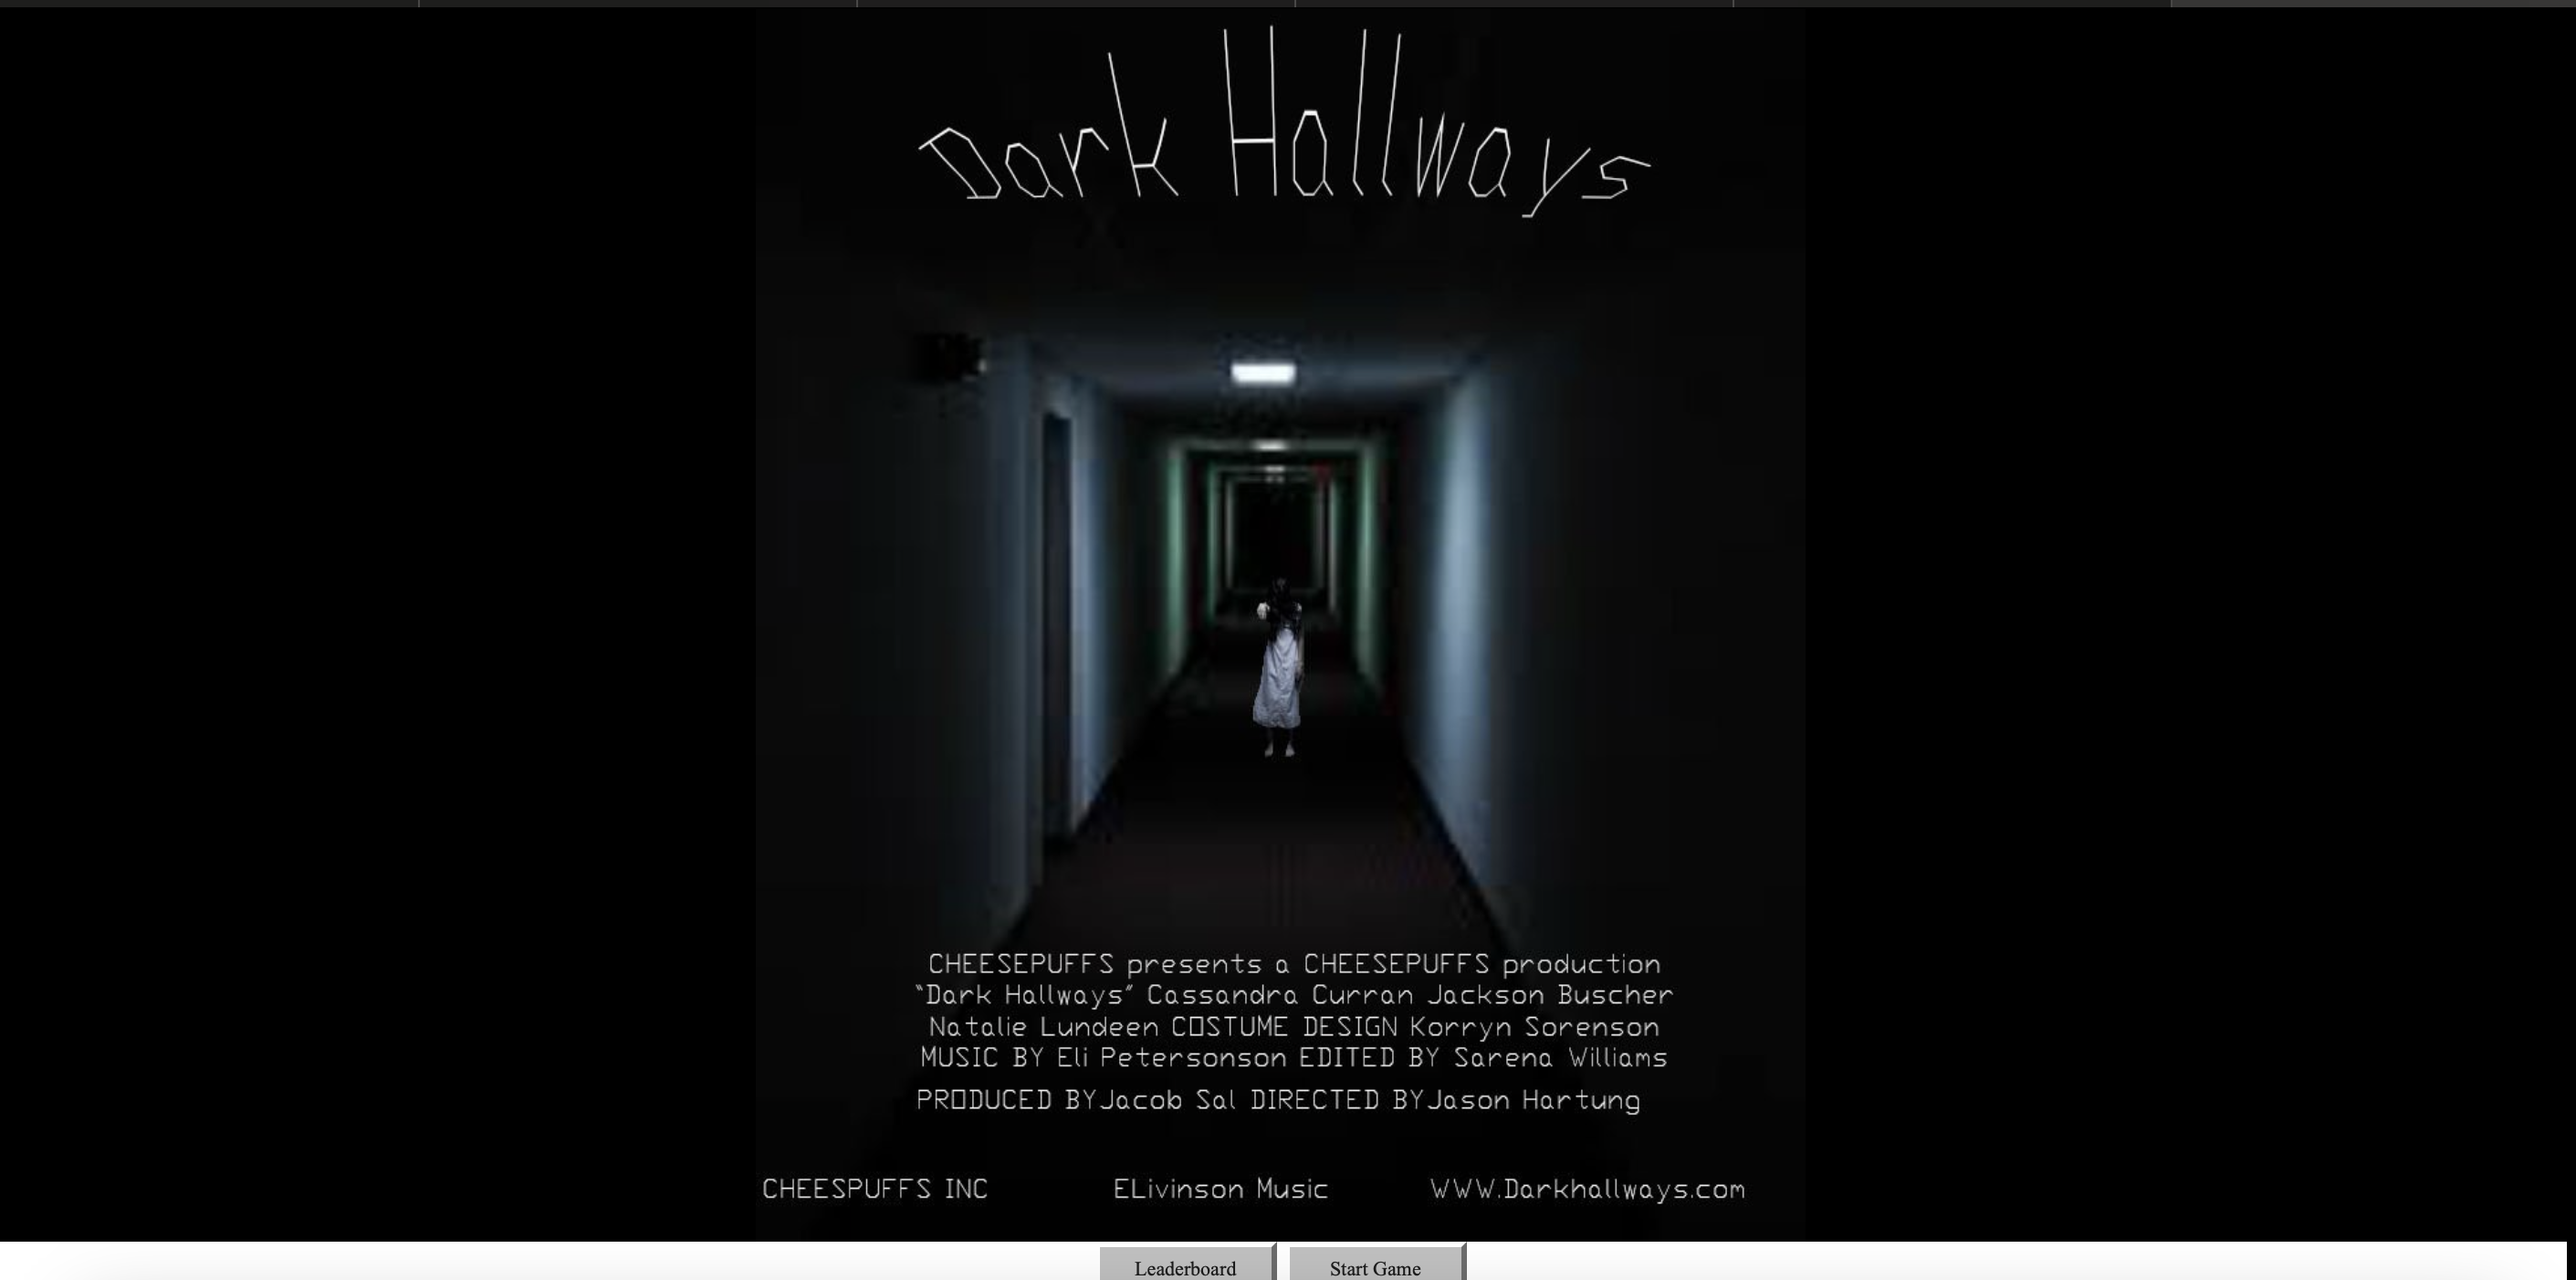 Dark Hallways
CHEESEPUFFS presents a CHEESEPUFFS production
"Dark Hallways" Cassandra Curran Jackson Buscher
Natalie Lundeen COSTUME DESIGN Korryn Sorenson
MUSIC BY Eli Petersonson EDITED BY Sarena Williams
PRODUCED BYJacob Sal DIRECTED BYJason Hartung
CHEESPUFFS INC ELivinson Music WWW.Darkhallways.com
Leaderboard Start Game